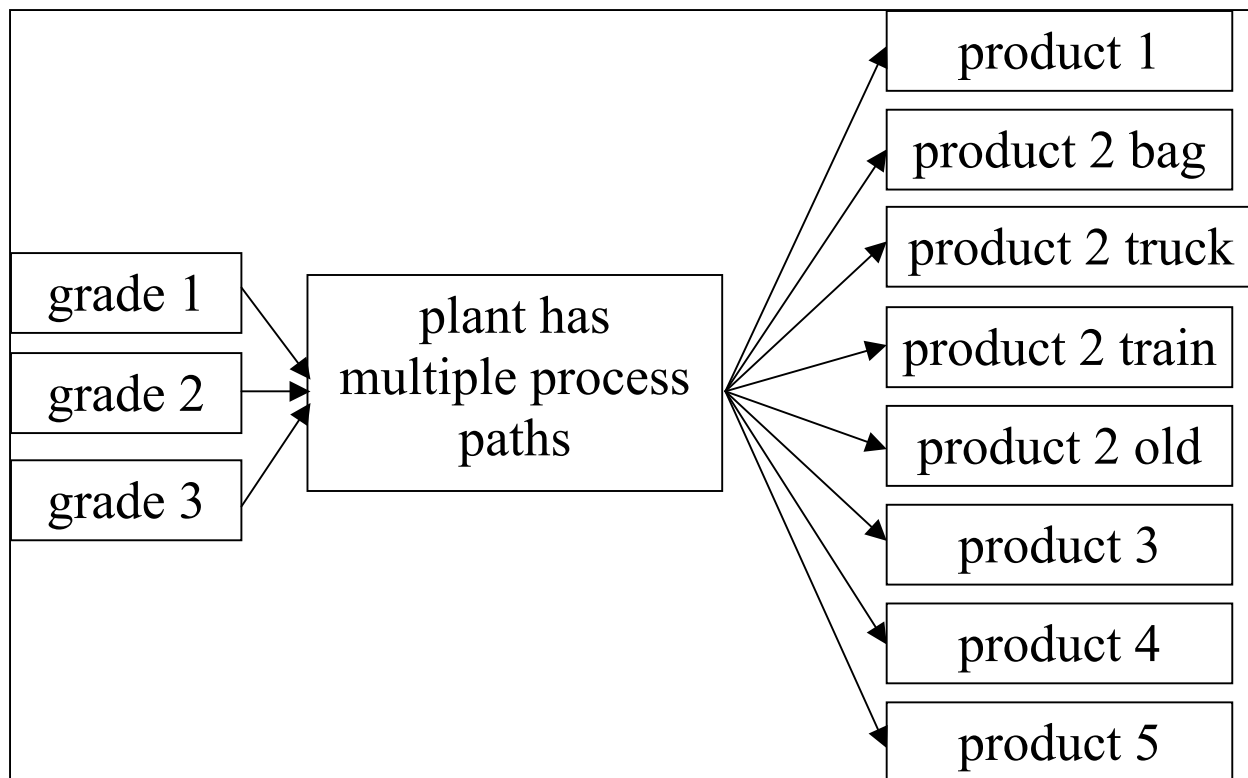 grade 1
grade 2
grade 3
plant has
multiple process
paths
product 1
product 2 bag
product 2 truck
product 2 train
product 2 old
product 3
product 4
product 5